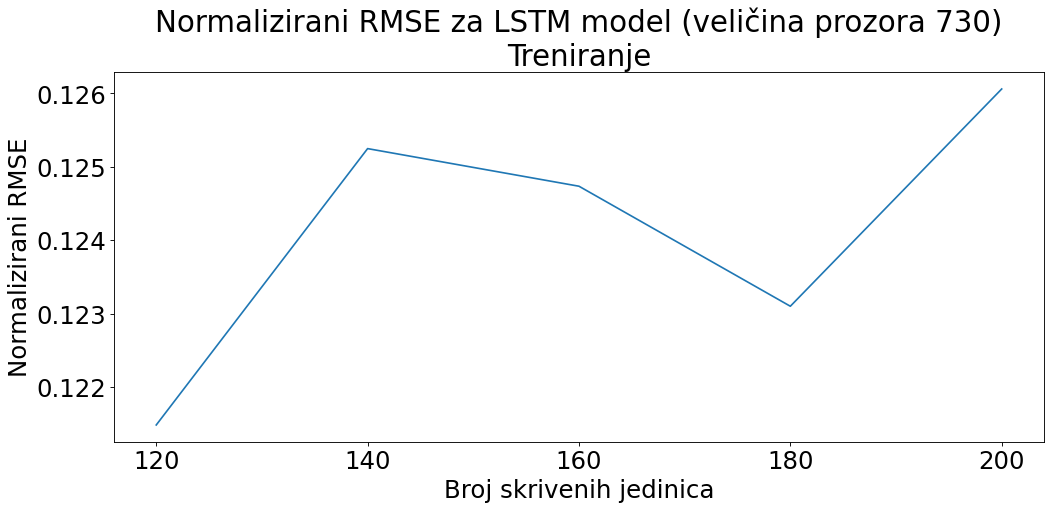 Normalizirani RMSE za LSTM model (veličina prozora 730)
Treniranje
Normalizirani RMSE
0.126
0.125
0.124
0.123
0.122
120 140 160 180 200
Broj skrivenih jedinica